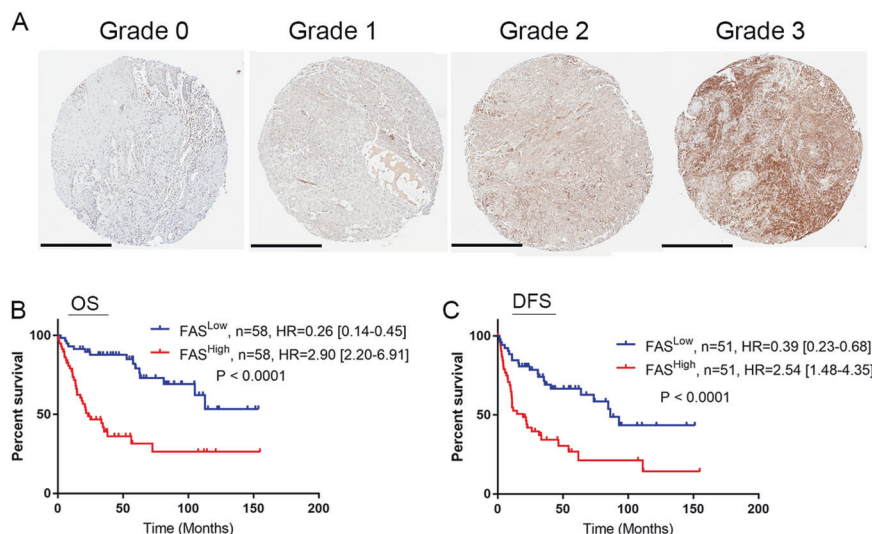 A
Grade 0
Grade 1
Grade 2
Grade 3
B
OS
FAS^Low, n=58, HR=0.26 [0.14-0.45]
FAS^High, n=58, HR=2.90 [2.20-6.91]
P < 0.0001
Percent survival
100
50
0
0
50
100
150
200
Time (Months)
C
DFS
FAS^Low, n=51, HR=0.39 [0.23-0.68]
FAS^High, n=51, HR=2.54 [1.48-4.35]
P < 0.0001
Percent survival
100
50
0
0
50
100
150
200
Time (Months)